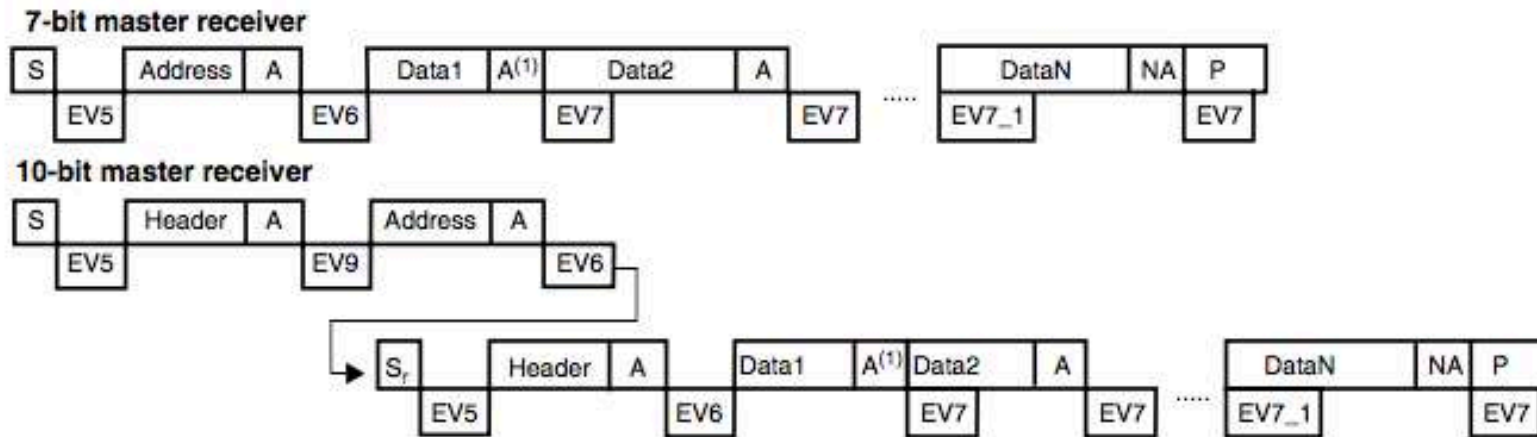 7-bit master receiver
S Address A Data1 A(1) Data2 A DataN NA P
EV5 EV6 EV7 EV7 ..... EV7_1 EV7
10-bit master receiver
S Header A Address A
EV5 EV9 EV6
Sr Header A Data1 A(1) Data2 A DataN NA P
EV5 EV6 EV7 EV7 ..... EV7_1 EV7